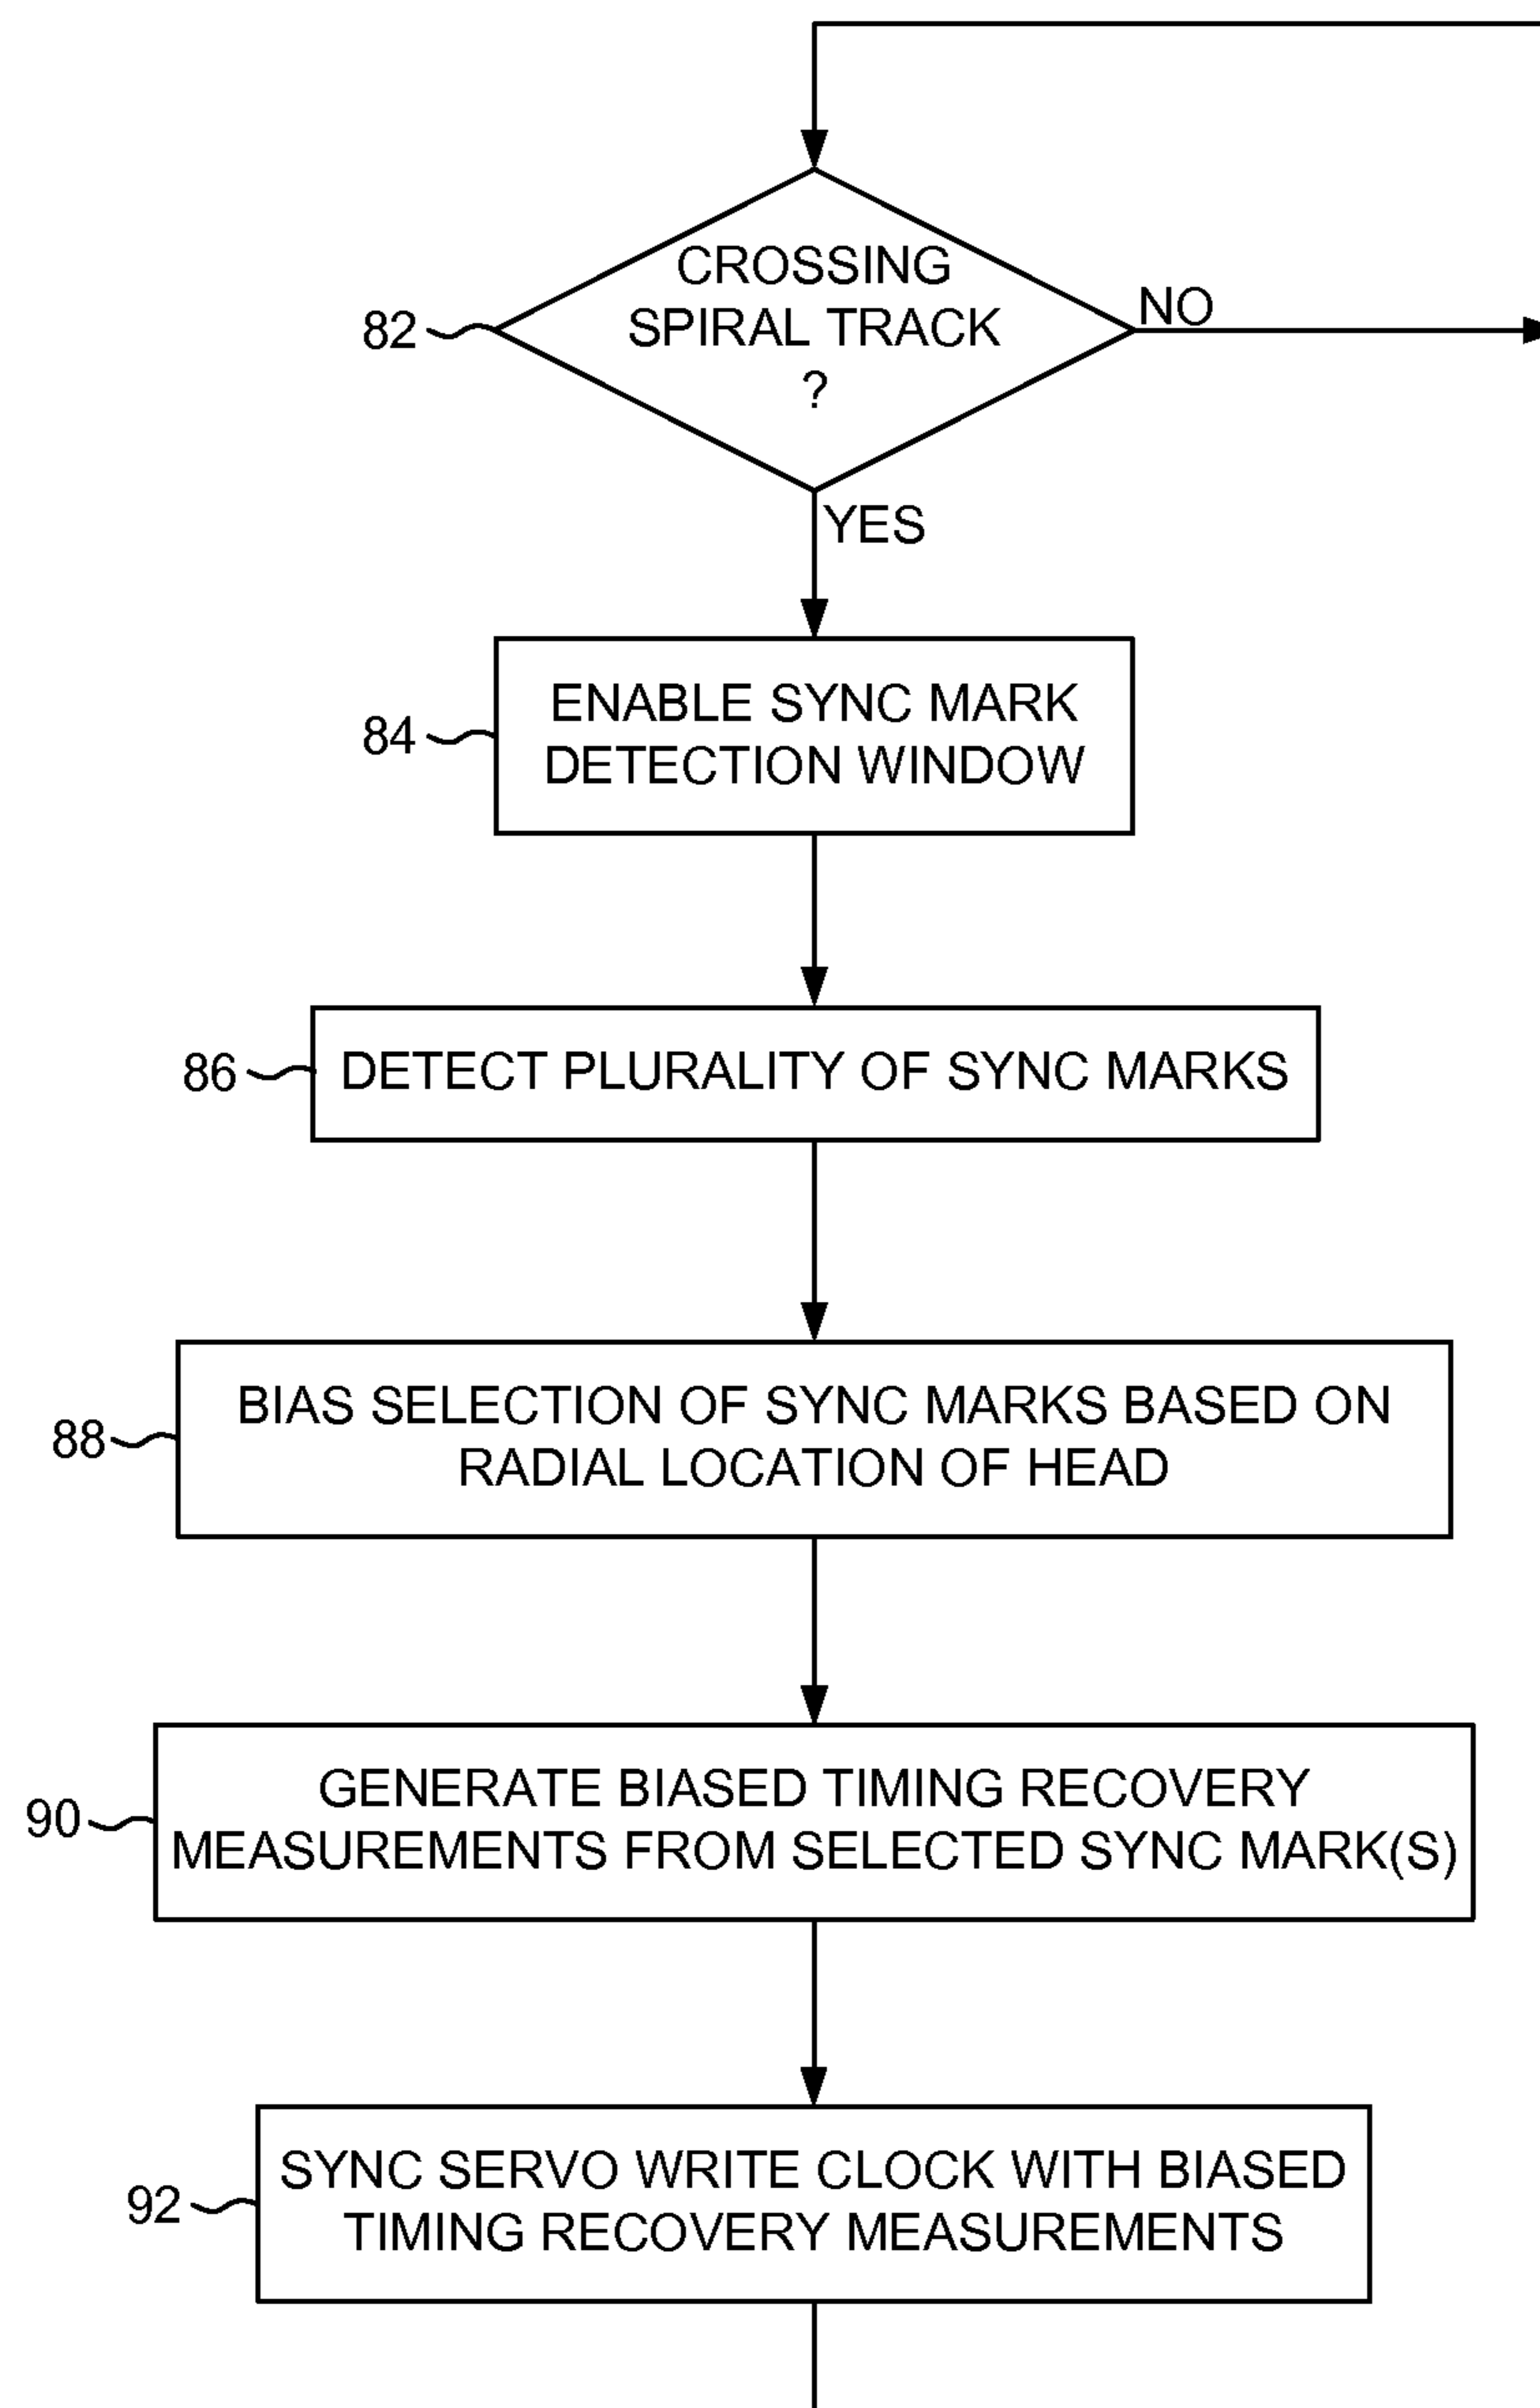 CROSSING
SPIRAL TRACK
?
82
NO
YES
ENABLE SYNC MARK
DETECTION WINDOW
84
DETECT PLURALITY OF SYNC MARKS
86
BIAS SELECTION OF SYNC MARKS BASED ON
RADIAL LOCATION OF HEAD
88
GENERATE BIASED TIMING RECOVERY
MEASUREMENTS FROM SELECTED SYNC MARK(S)
90
SYNC SERVO WRITE CLOCK WITH BIASED
TIMING RECOVERY MEASUREMENTS
92